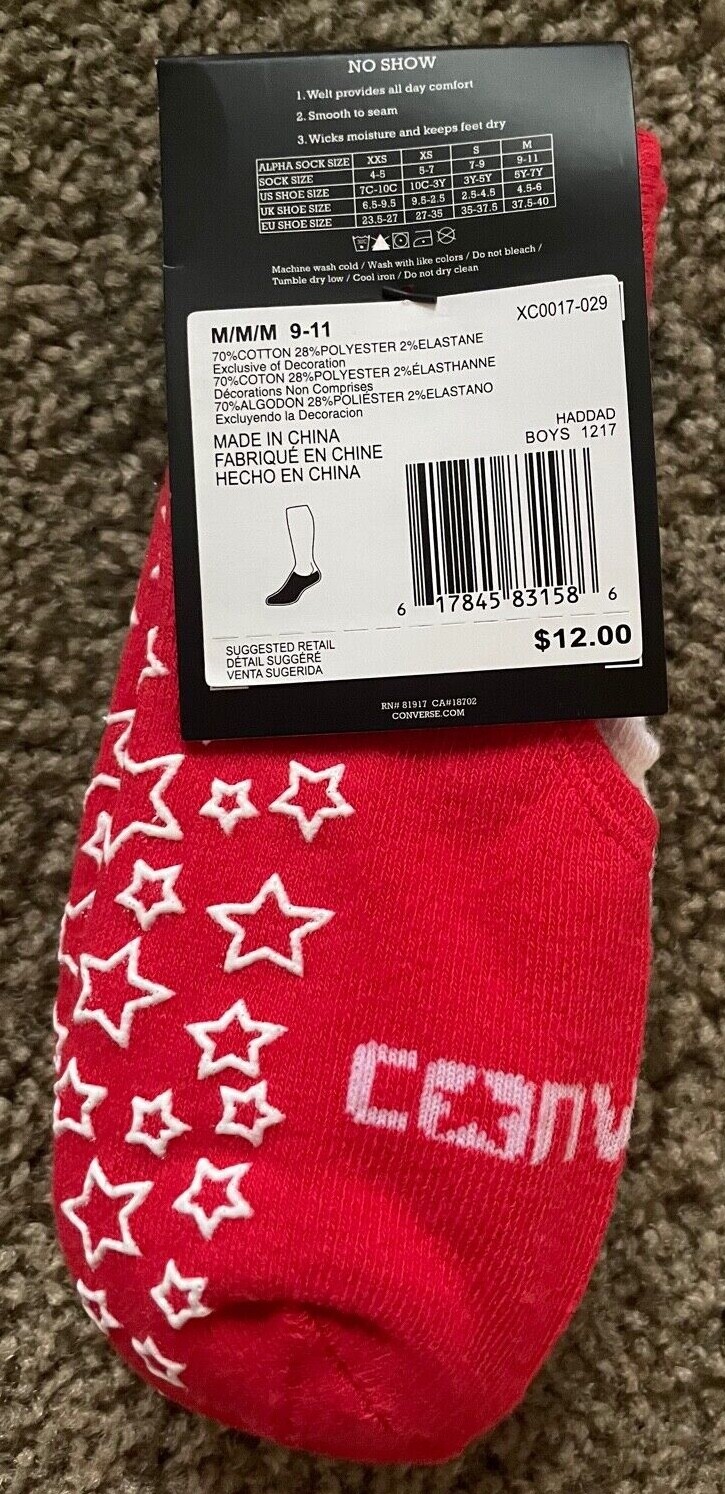 NO SHOW
1. Welt provides all day comfort
2. Smooth to seam
3. Wicks moisture and keeps feet dry
ALPHA SOCK SIZE XXS XS S M
SOCK SIZE 4-5 5-7 7-9 9-11
US SHOE SIZE 7C-10C 10C-3Y 3Y-5Y 5Y-7Y
UK SHOE SIZE 6.5-9.5 9.5-2.5 2.5-4.5 4.5-6
EU SHOE SIZE 23.5-27 27-35 35-37.5 37.5-40
Machine wash cold / Wash with like colors / Do not bleach /
Tumble dry low / Cool iron / Do not dry clean
XC0017-029
M/M/M 9-11
70%COTTON 28%POLYESTER 2%ELASTANE
Exclusive of Decoration
70%COTON 28%POLYESTER 2%ÉLASTHANNE
Décorations Non Comprises
70%ALGODON 28%POLIÉSTER 2%ELASTANO
Excluyendo la Decoracion
HADDAD
BOYS 1217
MADE IN CHINA
FABRIQUÉ EN CHINE
HECHO EN CHINA
6 17845 83158 6
$12.00
SUGGESTED RETAIL
DÉTAIL SUGGÉRÉ
VENTA SUGERIDA
RN# 81917 CA#18702
CONVERSE.COM
CONV